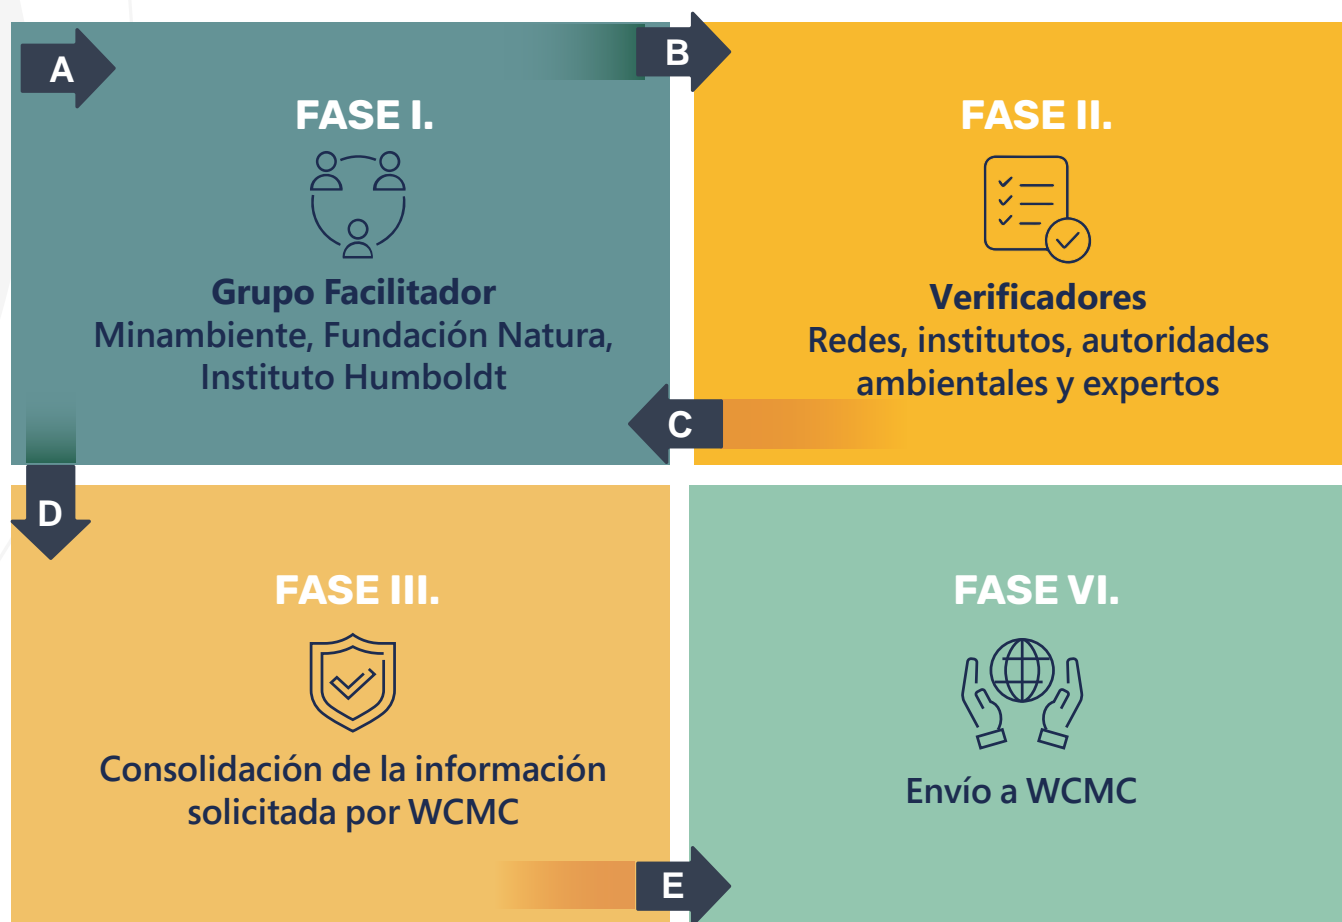 A
B
FASE I.
Grupo Facilitador
Minambiente, Fundación Natura,
Instituto Humboldt
FASE II.
Verificadores
Redes, institutos, autoridades
ambientales y expertos
C
D
FASE III.
Consolidación de la información
solicitada por WCMC
FASE VI.
Envío a WCMC
E